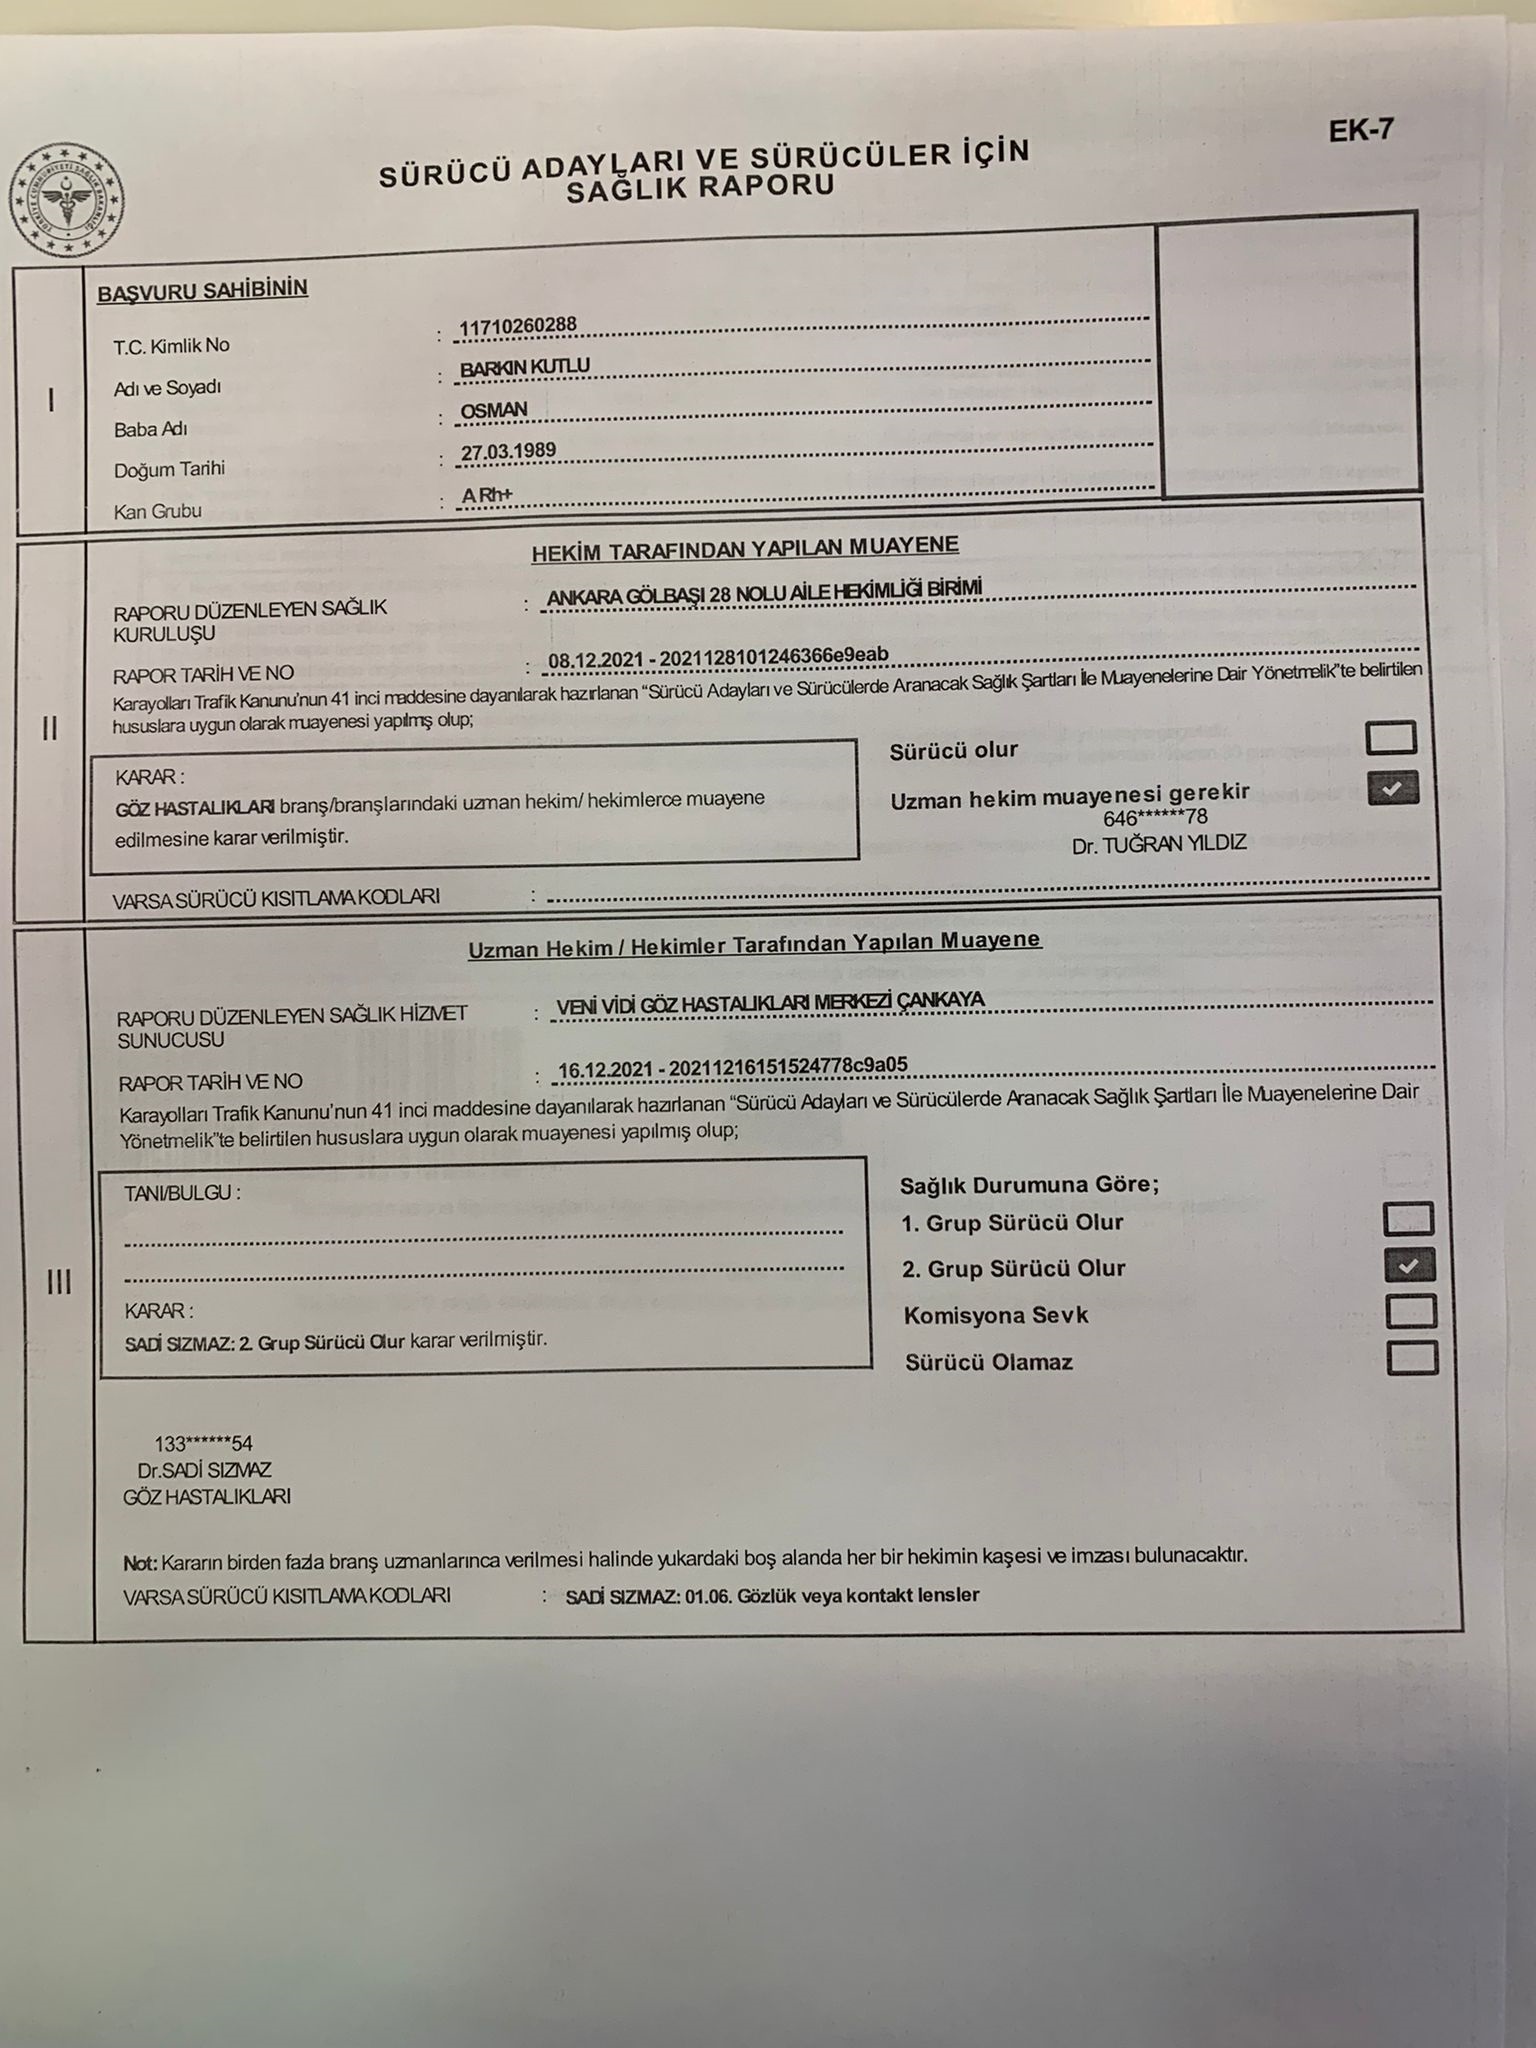 EK-7
SÜRÜCÜ ADAYLARI VE SÜRÜCÜLER İÇİN
SAĞLIK RAPORU
TÜRKİYE CUMHURİYETİ SAĞLIK BAKANLIĞI
I
BAŞVURU SAHİBİNİN
T.C. Kimlik No : 11710260288
Adı ve Soyadı : BARKIN KUTLU
Baba Adı : OSMAN
Doğum Tarihi : 27.03.1989
Kan Grubu : A Rh+
II
HEKİM TARAFINDAN YAPILAN MUAYENE
RAPORU DÜZENLEYEN SAĞLIK : ANKARA GÖLBAŞI 28 NOLU AİLE HEKİMLİĞİ BİRİMİ
KURULUŞU
RAPOR TARİH VE NO : 08.12.2021 - 2021128101246366e9eab
Karayolları Trafik Kanunu'nun 41 inci maddesine dayanılarak hazırlanan “Sürücü Adayları ve Sürücülerde Aranacak Sağlık Şartları İle Muayenelerine Dair Yönetmelik”te belirtilen
hususlara uygun olarak muayenesi yapılmış olup;
KARAR :
GÖZ HASTALIKLARI branş/branşlarındaki uzman hekim/ hekimlerce muayene
edilmesine karar verilmiştir.
Sürücü olur
Uzman hekim muayenesi gerekir
646******78
Dr. TUĞRAN YILDIZ
VARSA SÜRÜCÜ KISITLAMA KODLARI :
III
Uzman Hekim / Hekimler Tarafından Yapılan Muayene
RAPORU DÜZENLEYEN SAĞLIK HİZMET : VENİ VİDİ GÖZ HASTALIKLARI MERKEZİ ÇANKAYA
SUNUCUSU
RAPOR TARİH VE NO : 16.12.2021 - 20211216151524778c9a05
Karayolları Trafik Kanunu'nun 41 inci maddesine dayanılarak hazırlanan “Sürücü Adayları ve Sürücülerde Aranacak Sağlık Şartları İle Muayenelerine Dair
Yönetmelik”te belirtilen hususlara uygun olarak muayenesi yapılmış olup;
TANI/BULGU :
KARAR :
SADİ SIZMAZ: 2. Grup Sürücü Olur karar verilmiştir.
Sağlık Durumuna Göre;
1. Grup Sürücü Olur
2. Grup Sürücü Olur
Komisyona Sevk
Sürücü Olamaz
133******54
Dr.SADİ SIZMAZ
GÖZ HASTALIKLARI
Not: Kararın birden fazla branş uzmanlarınca verilmesi halinde yukardaki boş alanda her bir hekimin kaşesi ve imzası bulunacaktır.
VARSA SÜRÜCÜ KISITLAMA KODLARI : SADİ SIZMAZ: 01.06. Gözlük veya kontakt lensler